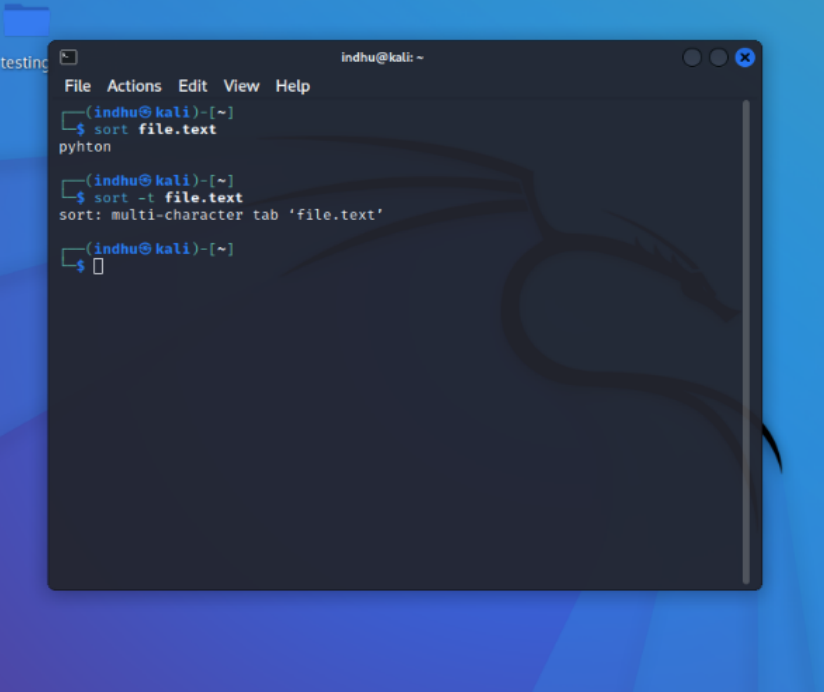 testing
indhu@kali: ~
File Actions Edit View Help
┌──(indhu㉿kali)-[~]
└─$ sort file.text
pyhton
┌──(indhu㉿kali)-[~]
└─$ sort -t file.text
sort: multi-character tab ‘file.text’
┌──(indhu㉿kali)-[~]
└─$